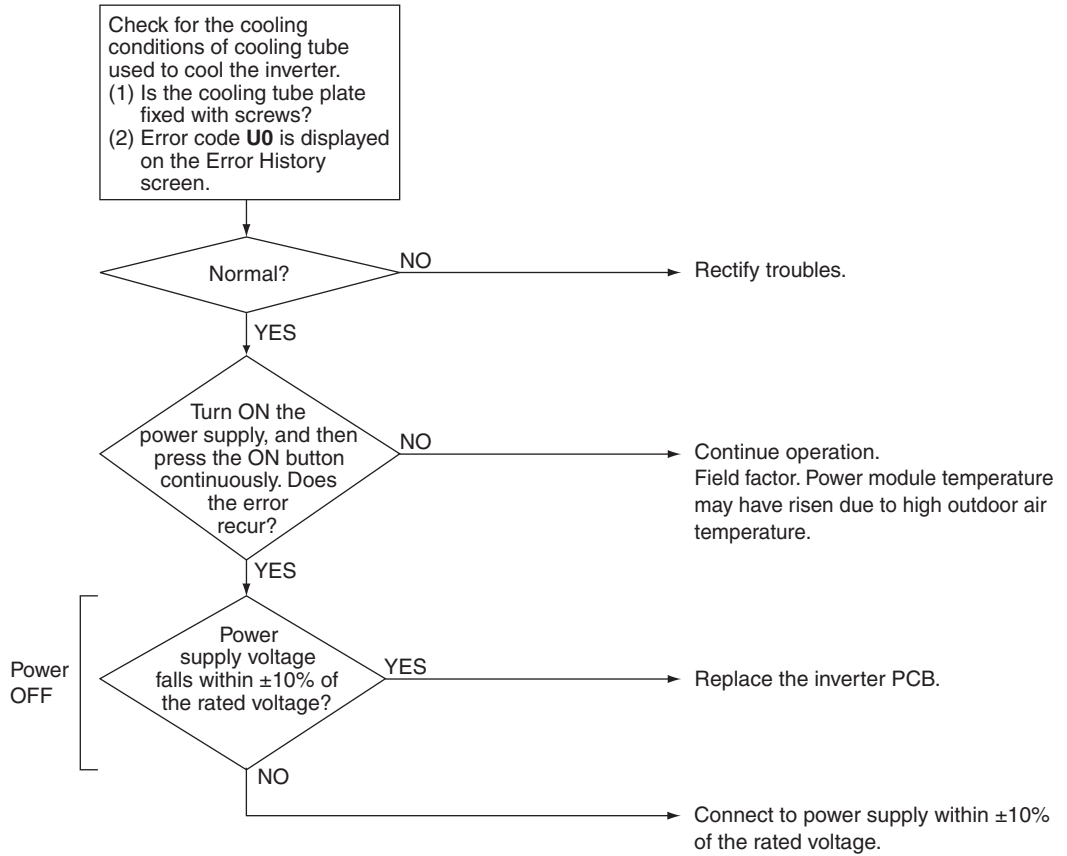 Check for the cooling
conditions of cooling tube
used to cool the inverter.
(1) Is the cooling tube plate
fixed with screws?
(2) Error code U0 is displayed
on the Error History
screen.
Normal?
NO
Rectify troubles.
YES
Turn ON the
power supply, and then
press the ON button
continuously. Does
the error
recur?
NO
Continue operation.
Field factor. Power module temperature
may have risen due to high outdoor air
temperature.
YES
Power
OFF
Power
supply voltage
falls within ±10% of
the rated voltage?
YES
Replace the inverter PCB.
NO
Connect to power supply within ±10%
of the rated voltage.